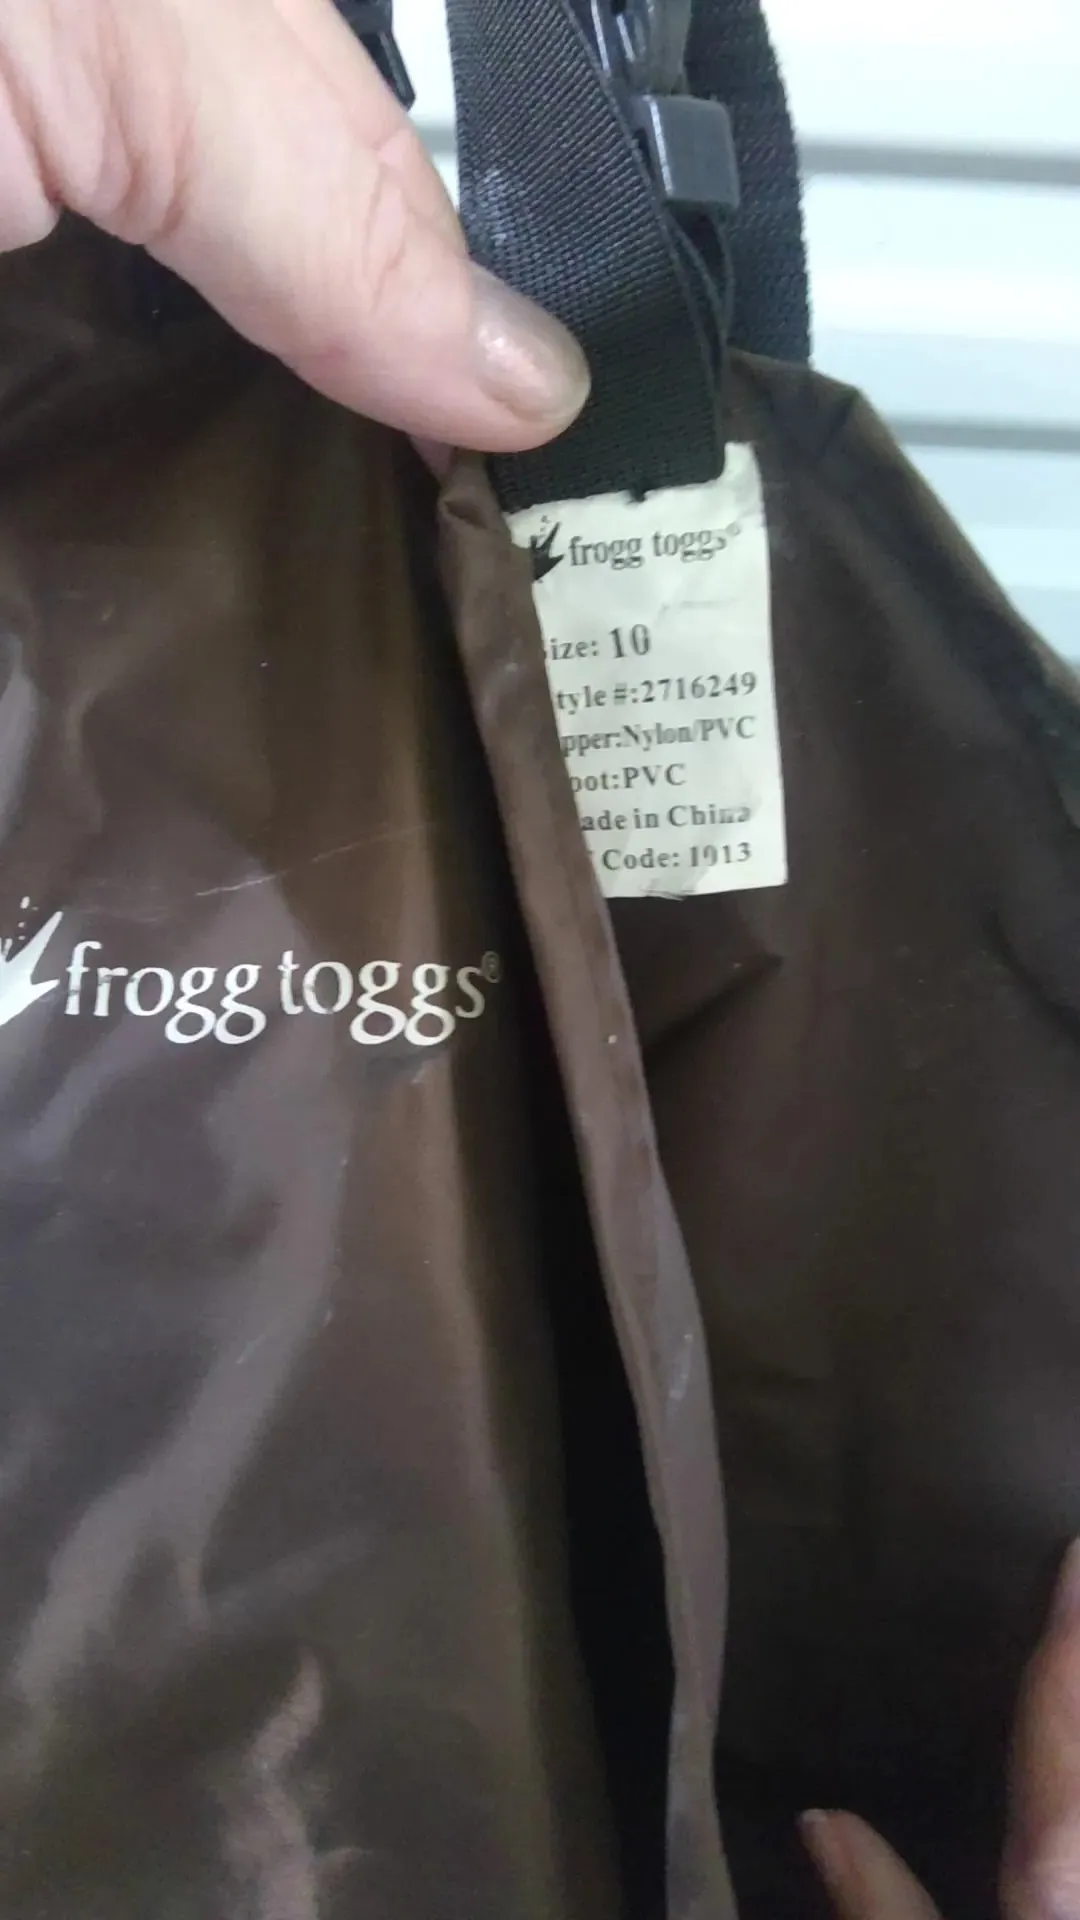 frogg toggs®
ize: 10
tyle #:2716249
pper:Nylon/PVC
oot:PVC
ade in China
Code: 1913
frogg toggs®